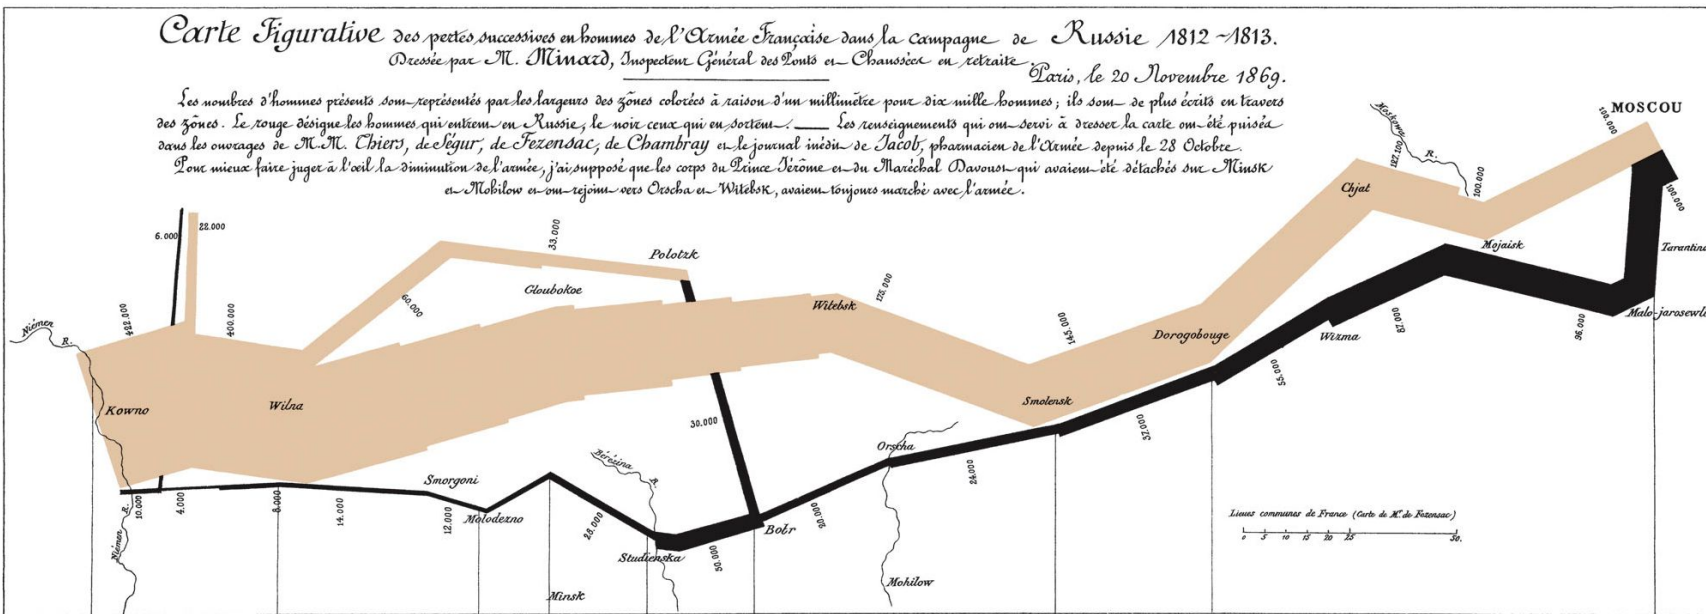 Carte Figurative des pertes successives en hommes de l'Armée Française dans la campagne de Russie 1812~1813.
Dressée par M. Minard, Inspecteur Général des Ponts et Chaussées en retraite.
Paris, le 20 Novembre 1869.
Les nombres d'hommes présents sont représentés par les largeurs des zônes colorées à raison d'un millimètre pour dix mille hommes; ils sont de plus écrits en travers
des zônes. Le rouge désigne les hommes qui entrent en Russie, le noir ceux qui en sortent. — Les renseignements qui ont servi à dresser la carte ont été puisés
dans les ouvrages de M.M. Thiers, de Ségur, de Fezensac, de Chambray et le journal inédit de Jacob, pharmacien de l'Armée depuis le 28 Octobre.
Pour mieux faire juger à l'œil la diminution de l'armée, j'ai supposé que les corps du Prince Jérôme et du Maréchal Davoust qui avaient été détachés sur Minsk
et Mohilow et ont rejoint vers Orscha et Witebsk, avaient toujours marché avec l'armée.
MOSCOU
100.000
Moskowa
R.
127.100
100.000
Chjat
Mojaisk
100.000
Tarantino
Malo-jarosewli
96.000
87.000
Wizma
55.000
Dorogobouge
145.000
Smolensk
37.000
24.000
Orscha
Mohilow
175.000
Witebsk
Polotzk
33.000
Gloubokoe
60.000
28.000
6.000
400.000
422.000
Niémen
R.
Kowno
Wilna
30.000
Bérézina
R.
Smorgoni
Molodezno
Niémen
R.
10.000
4.000
8.000
14.000
12.000
28.000
Studienska
50.000
Bobr
20.000
Minsk
Lieues communes de France (Carte de M. de Fezensac)
0 5 10 20 25 50.